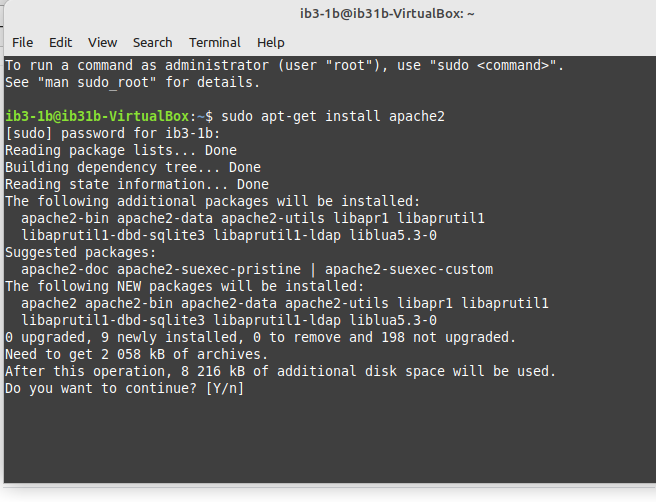 ib3-1b@ib31b-VirtualBox: ~
File Edit View Search Terminal Help
To run a command as administrator (user "root"), use "sudo <command>".
See "man sudo_root" for details.
ib3-1b@ib31b-VirtualBox:~$ sudo apt-get install apache2
[sudo] password for ib3-1b:
Reading package lists... Done
Building dependency tree... Done
Reading state information... Done
The following additional packages will be installed:
  apache2-bin apache2-data apache2-utils libapr1 libaprutil1
  libaprutil1-dbd-sqlite3 libaprutil1-ldap liblua5.3-0
Suggested packages:
  apache2-doc apache2-suexec-pristine | apache2-suexec-custom
The following NEW packages will be installed:
  apache2 apache2-bin apache2-data apache2-utils libapr1 libaprutil1
  libaprutil1-dbd-sqlite3 libaprutil1-ldap liblua5.3-0
0 upgraded, 9 newly installed, 0 to remove and 198 not upgraded.
Need to get 2 058 kB of archives.
After this operation, 8 216 kB of additional disk space will be used.
Do you want to continue? [Y/n]